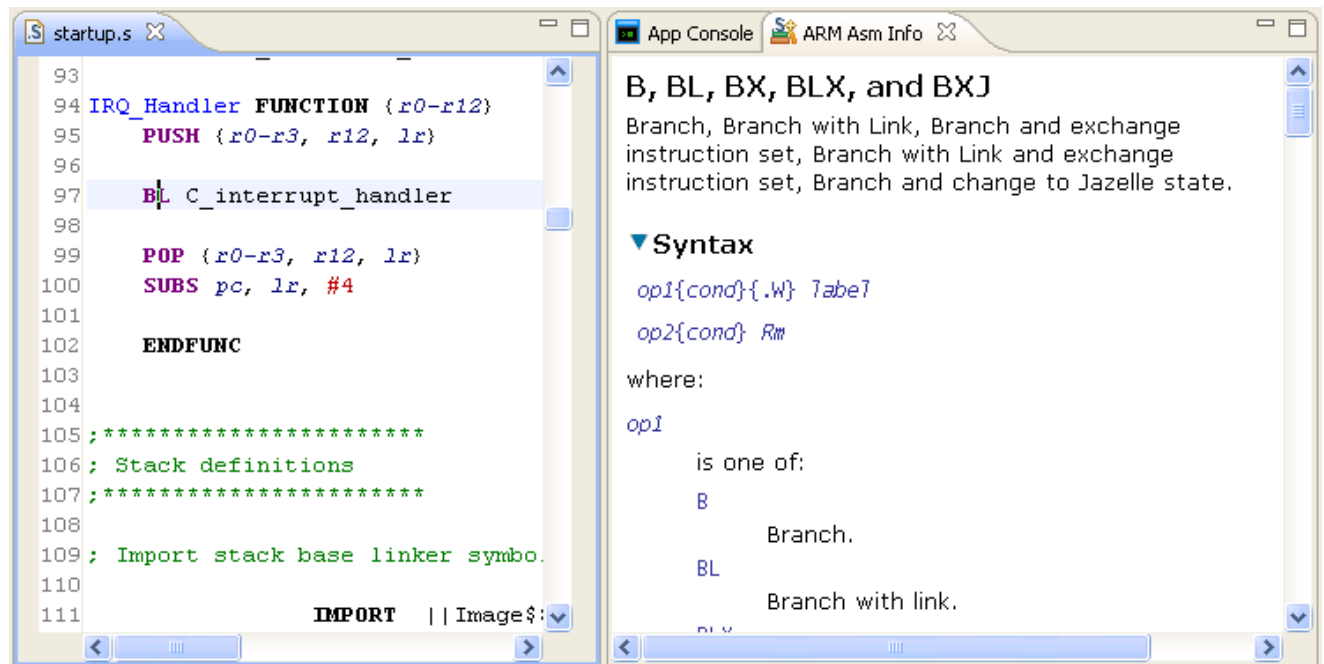 startup.s
93
94 IRQ_Handler FUNCTION {r0-r12}
95 PUSH {r0-r3, r12, lr}
96
97 BL C_interrupt_handler
98
99 POP {r0-r3, r12, lr}
100 SUBS pc, lr, #4
101
102 ENDFUNC
103
104
105 ;***********************
106 ; Stack definitions
107 ;***********************
108
109 ; Import stack base linker symbo
110
111 IMPORT ||Image$
App Console
ARM Asm Info
B, BL, BX, BLX, and BXJ
Branch, Branch with Link, Branch and exchange
instruction set, Branch with Link and exchange
instruction set, Branch and change to Jazelle state.
Syntax
op1{cond}{.W} label
op2{cond} Rm
where:
op1
is one of:
B
Branch.
BL
Branch with link.